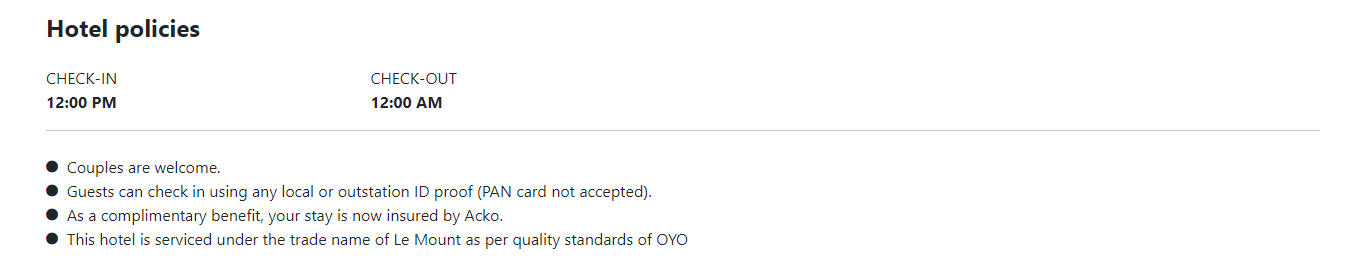 Hotel policies
CHECK-IN CHECK-OUT
12:00 PM 12:00 AM
Couples are welcome.
Guests can check in using any local or outstation ID proof (PAN card not accepted).
As a complimentary benefit, your stay is now insured by Acko.
This hotel is serviced under the trade name of Le Mount as per quality standards of OYO